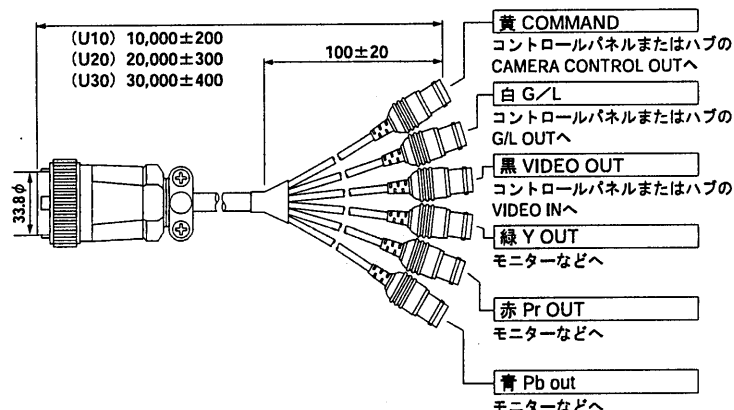 (U10) 10,000±200
(U20) 20,000±300
(U30) 30,000±400
100±20
33.8φ
黄 COMMAND
コントロールパネルまたはハブの
CAMERA CONTROL OUTへ
白 G/L
コントロールパネルまたはハブの
G/L OUTへ
黒 VIDEO OUT
コントロールパネルまたはハブの
VIDEO INへ
緑 Y OUT
モニターなどへ
赤 Pr OUT
モニターなどへ
青 Pb out
モニターなどへ